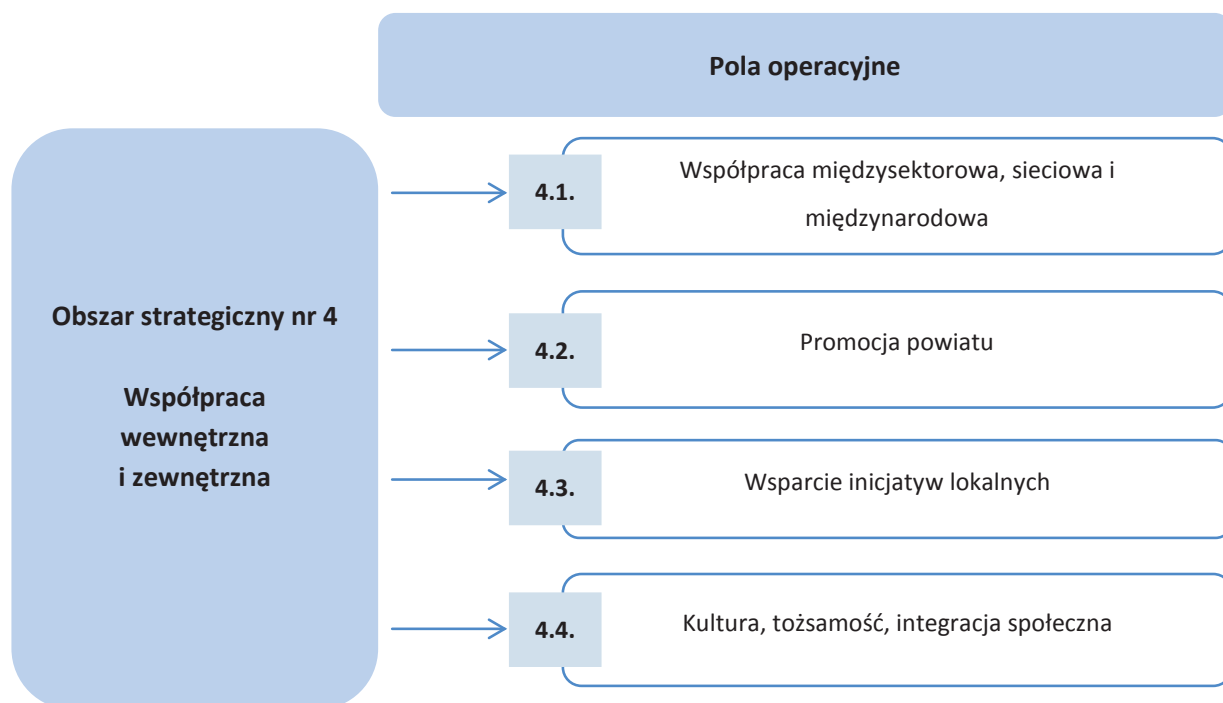 Pola operacyjne
Obszar strategiczny nr 4
Współpraca
wewnętrzna
i zewnętrzna
4.1.
Współpraca międzysektorowa, sieciowa i
międzynarodowa
4.2.
Promocja powiatu
4.3.
Wsparcie inicjatyw lokalnych
4.4.
Kultura, tożsamość, integracja społeczna